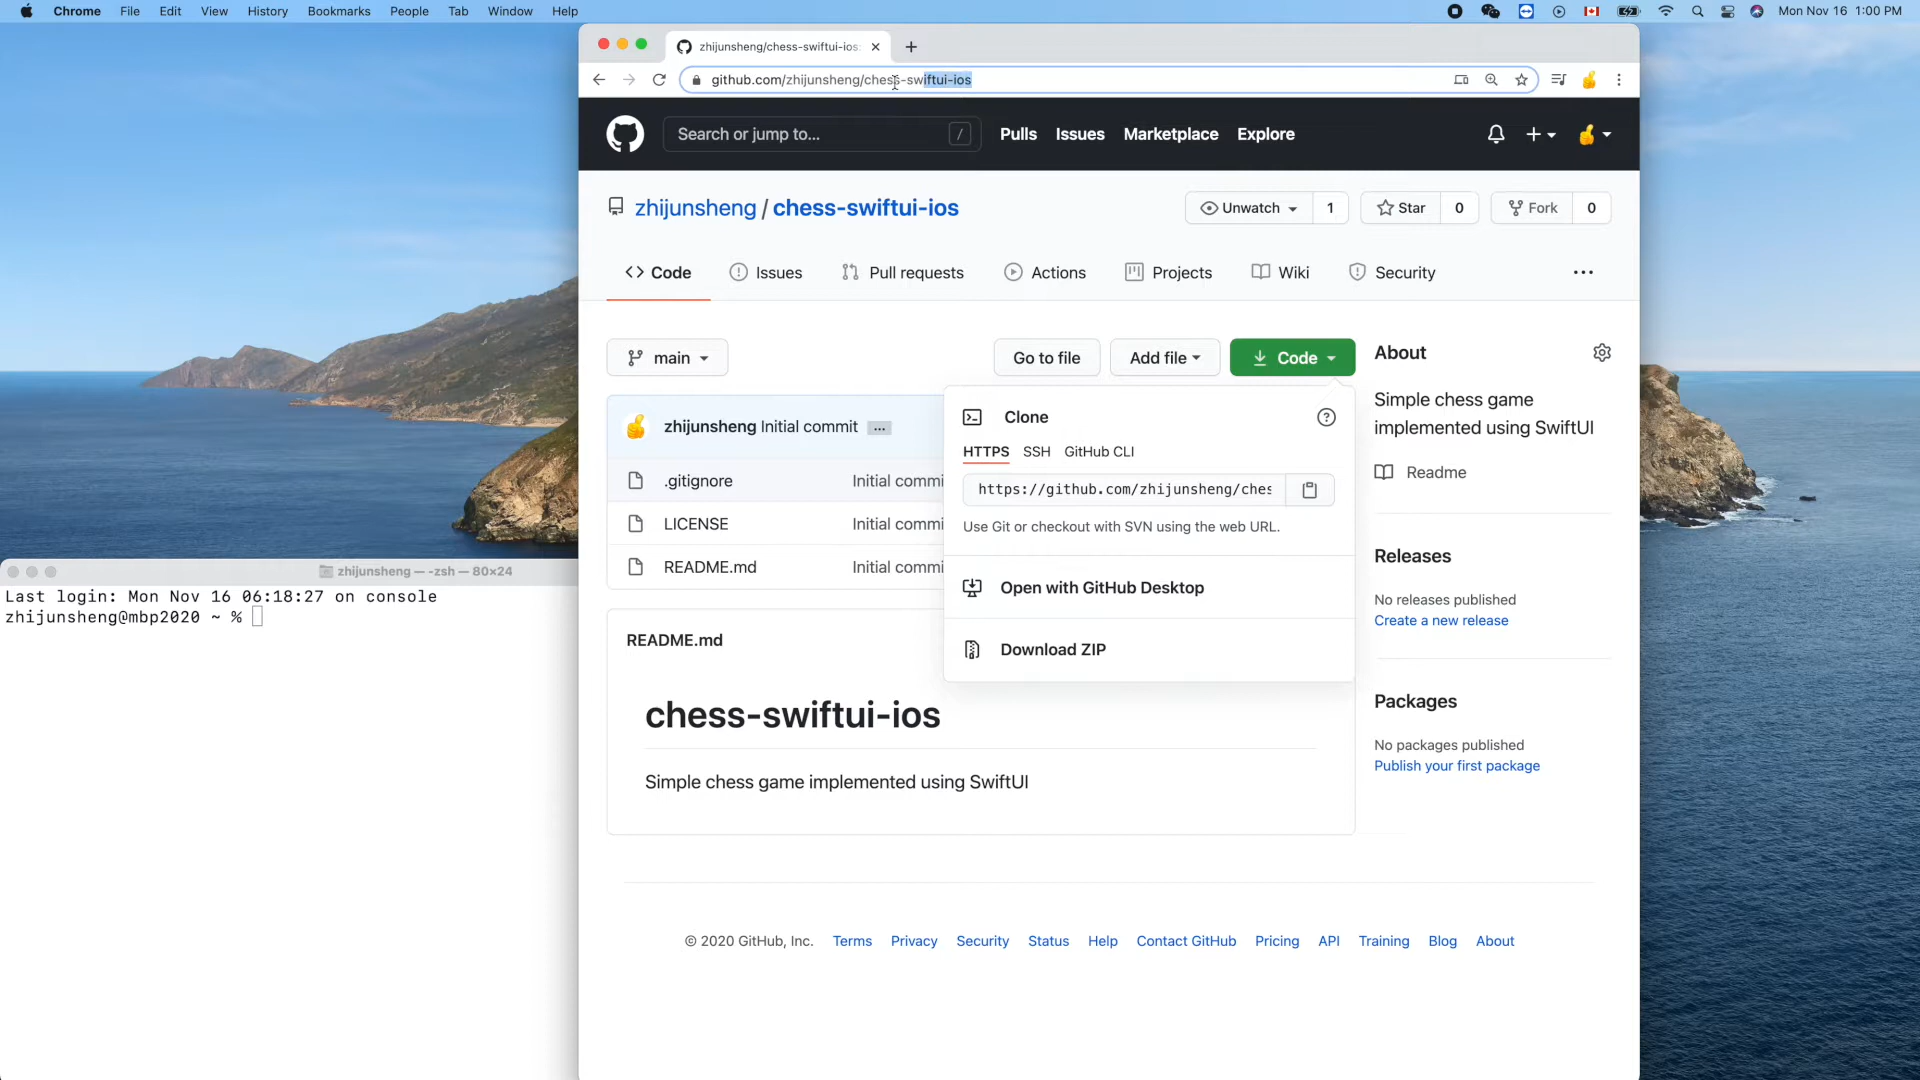 Chrome File Edit View History Bookmarks People Tab Window Help Mon Nov 16 1:00 PM
zhijunsheng/chess-swiftui-ios
github.com/zhijunsheng/chess-swiftui-ios
Search or jump to... / Pulls Issues Marketplace Explore
zhijunsheng / chess-swiftui-ios Unwatch 1 Star 0 Fork 0
Code Issues Pull requests Actions Projects Wiki Security
main Go to file Add file Code About
Simple chess game
implemented using SwiftUI
Readme
Clone
HTTPS SSH GitHub CLI
https://github.com/zhijunsheng/ches
Use Git or checkout with SVN using the web URL.
Open with GitHub Desktop
Download ZIP
zhijunsheng Initial commit ...
.gitignore Initial commi
LICENSE Initial commi
README.md Initial commi
Releases
No releases published
Create a new release
Packages
No packages published
Publish your first package
README.md
chess-swiftui-ios
Simple chess game implemented using SwiftUI
© 2020 GitHub, Inc. Terms Privacy Security Status Help Contact GitHub Pricing API Training Blog About
zhijunsheng — -zsh — 80×24
Last login: Mon Nov 16 06:18:27 on console
zhijunsheng@mbp2020 ~ %